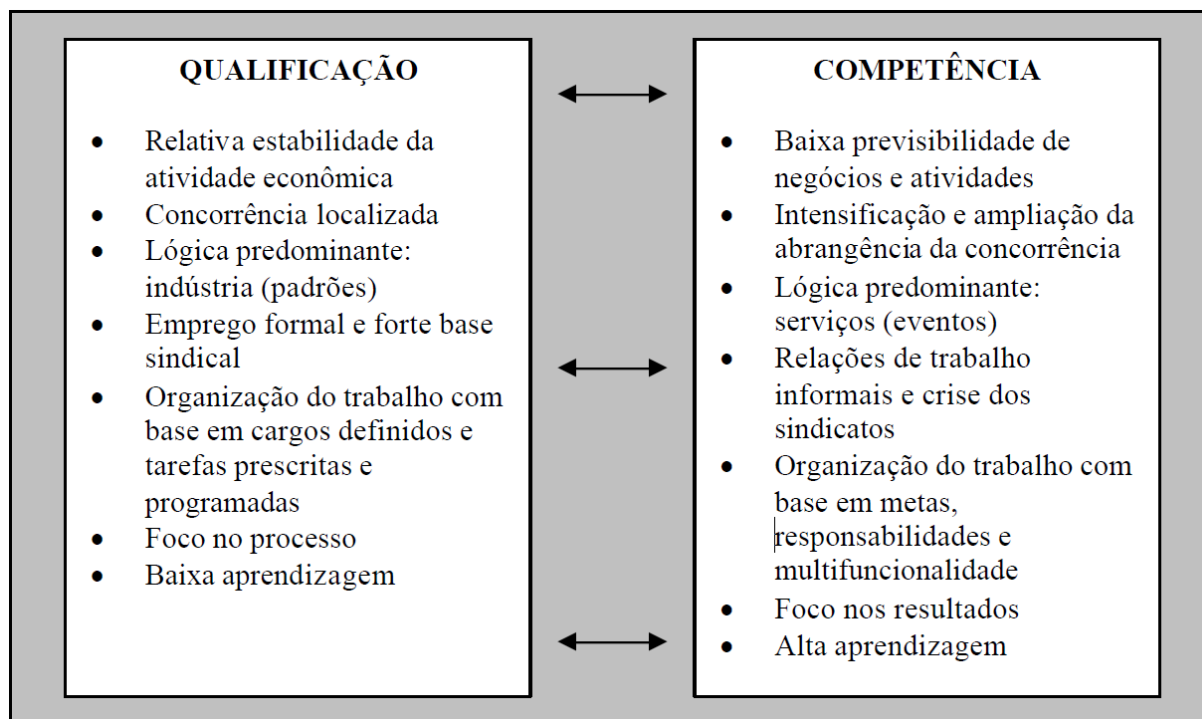 QUALIFICAÇÃO
• Relativa estabilidade da
atividade econômica
• Concorrência localizada
• Lógica predominante:
indústria (padrões)
• Emprego formal e forte base
sindical
• Organização do trabalho com
base em cargos definidos e
tarefas prescritas e
programadas
• Foco no processo
• Baixa aprendizagem
COMPETÊNCIA
• Baixa previsibilidade de
negócios e atividades
• Intensificação e ampliação da
abrangência da concorrência
• Lógica predominante:
serviços (eventos)
• Relações de trabalho
informais e crise dos
sindicatos
• Organização do trabalho com
base em metas,
responsabilidades e
multifuncionalidade
• Foco nos resultados
• Alta aprendizagem